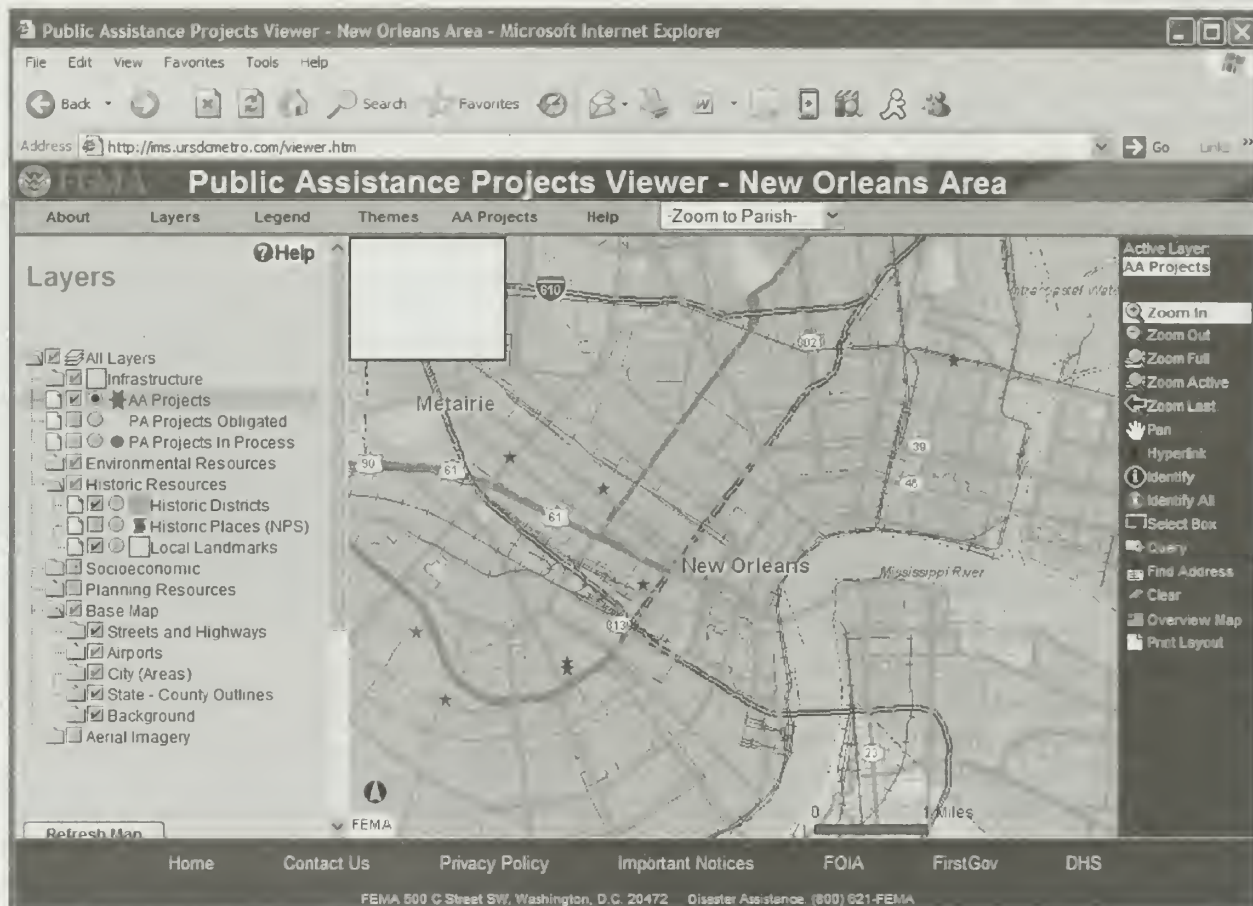 Public Assistance Projects Viewer - New Orleans Area - Microsoft Internet Explorer
File Edit View Favorites Tools Help
Back Search Favorites
Address http://ims.ursdcmetro.com/viewer.htm Go Links »
FEMA Public Assistance Projects Viewer - New Orleans Area
About Layers Legend Themes AA Projects Help -Zoom to Parish-
Help
Layers
All Layers
Infrastructure
AA Projects
PA Projects Obligated
PA Projects In Process
Environmental Resources
Historic Resources
Historic Districts
Historic Places (NPS)
Local Landmarks
Socioeconomic
Planning Resources
Base Map
Streets and Highways
Airports
City (Areas)
State - County Outlines
Background
Aerial Imagery
Refresh Map
610
Metairie
90
61
61
39
46
New Orleans
Mississippi River
23
FEMA
0 1 Miles
Active Layer:
AA Projects
Zoom In
Zoom Out
Zoom Full
Zoom Active
Zoom Last
Pan
Hyperlink
Identify
Identify All
Select Box
Query
Find Address
Clear
Overview Map
Print Layout
Home Contact Us Privacy Policy Important Notices FOIA FirstGov DHS
FEMA 500 C Street SW, Washington, D.C. 20472 Disaster Assistance: (800) 621-FEMA